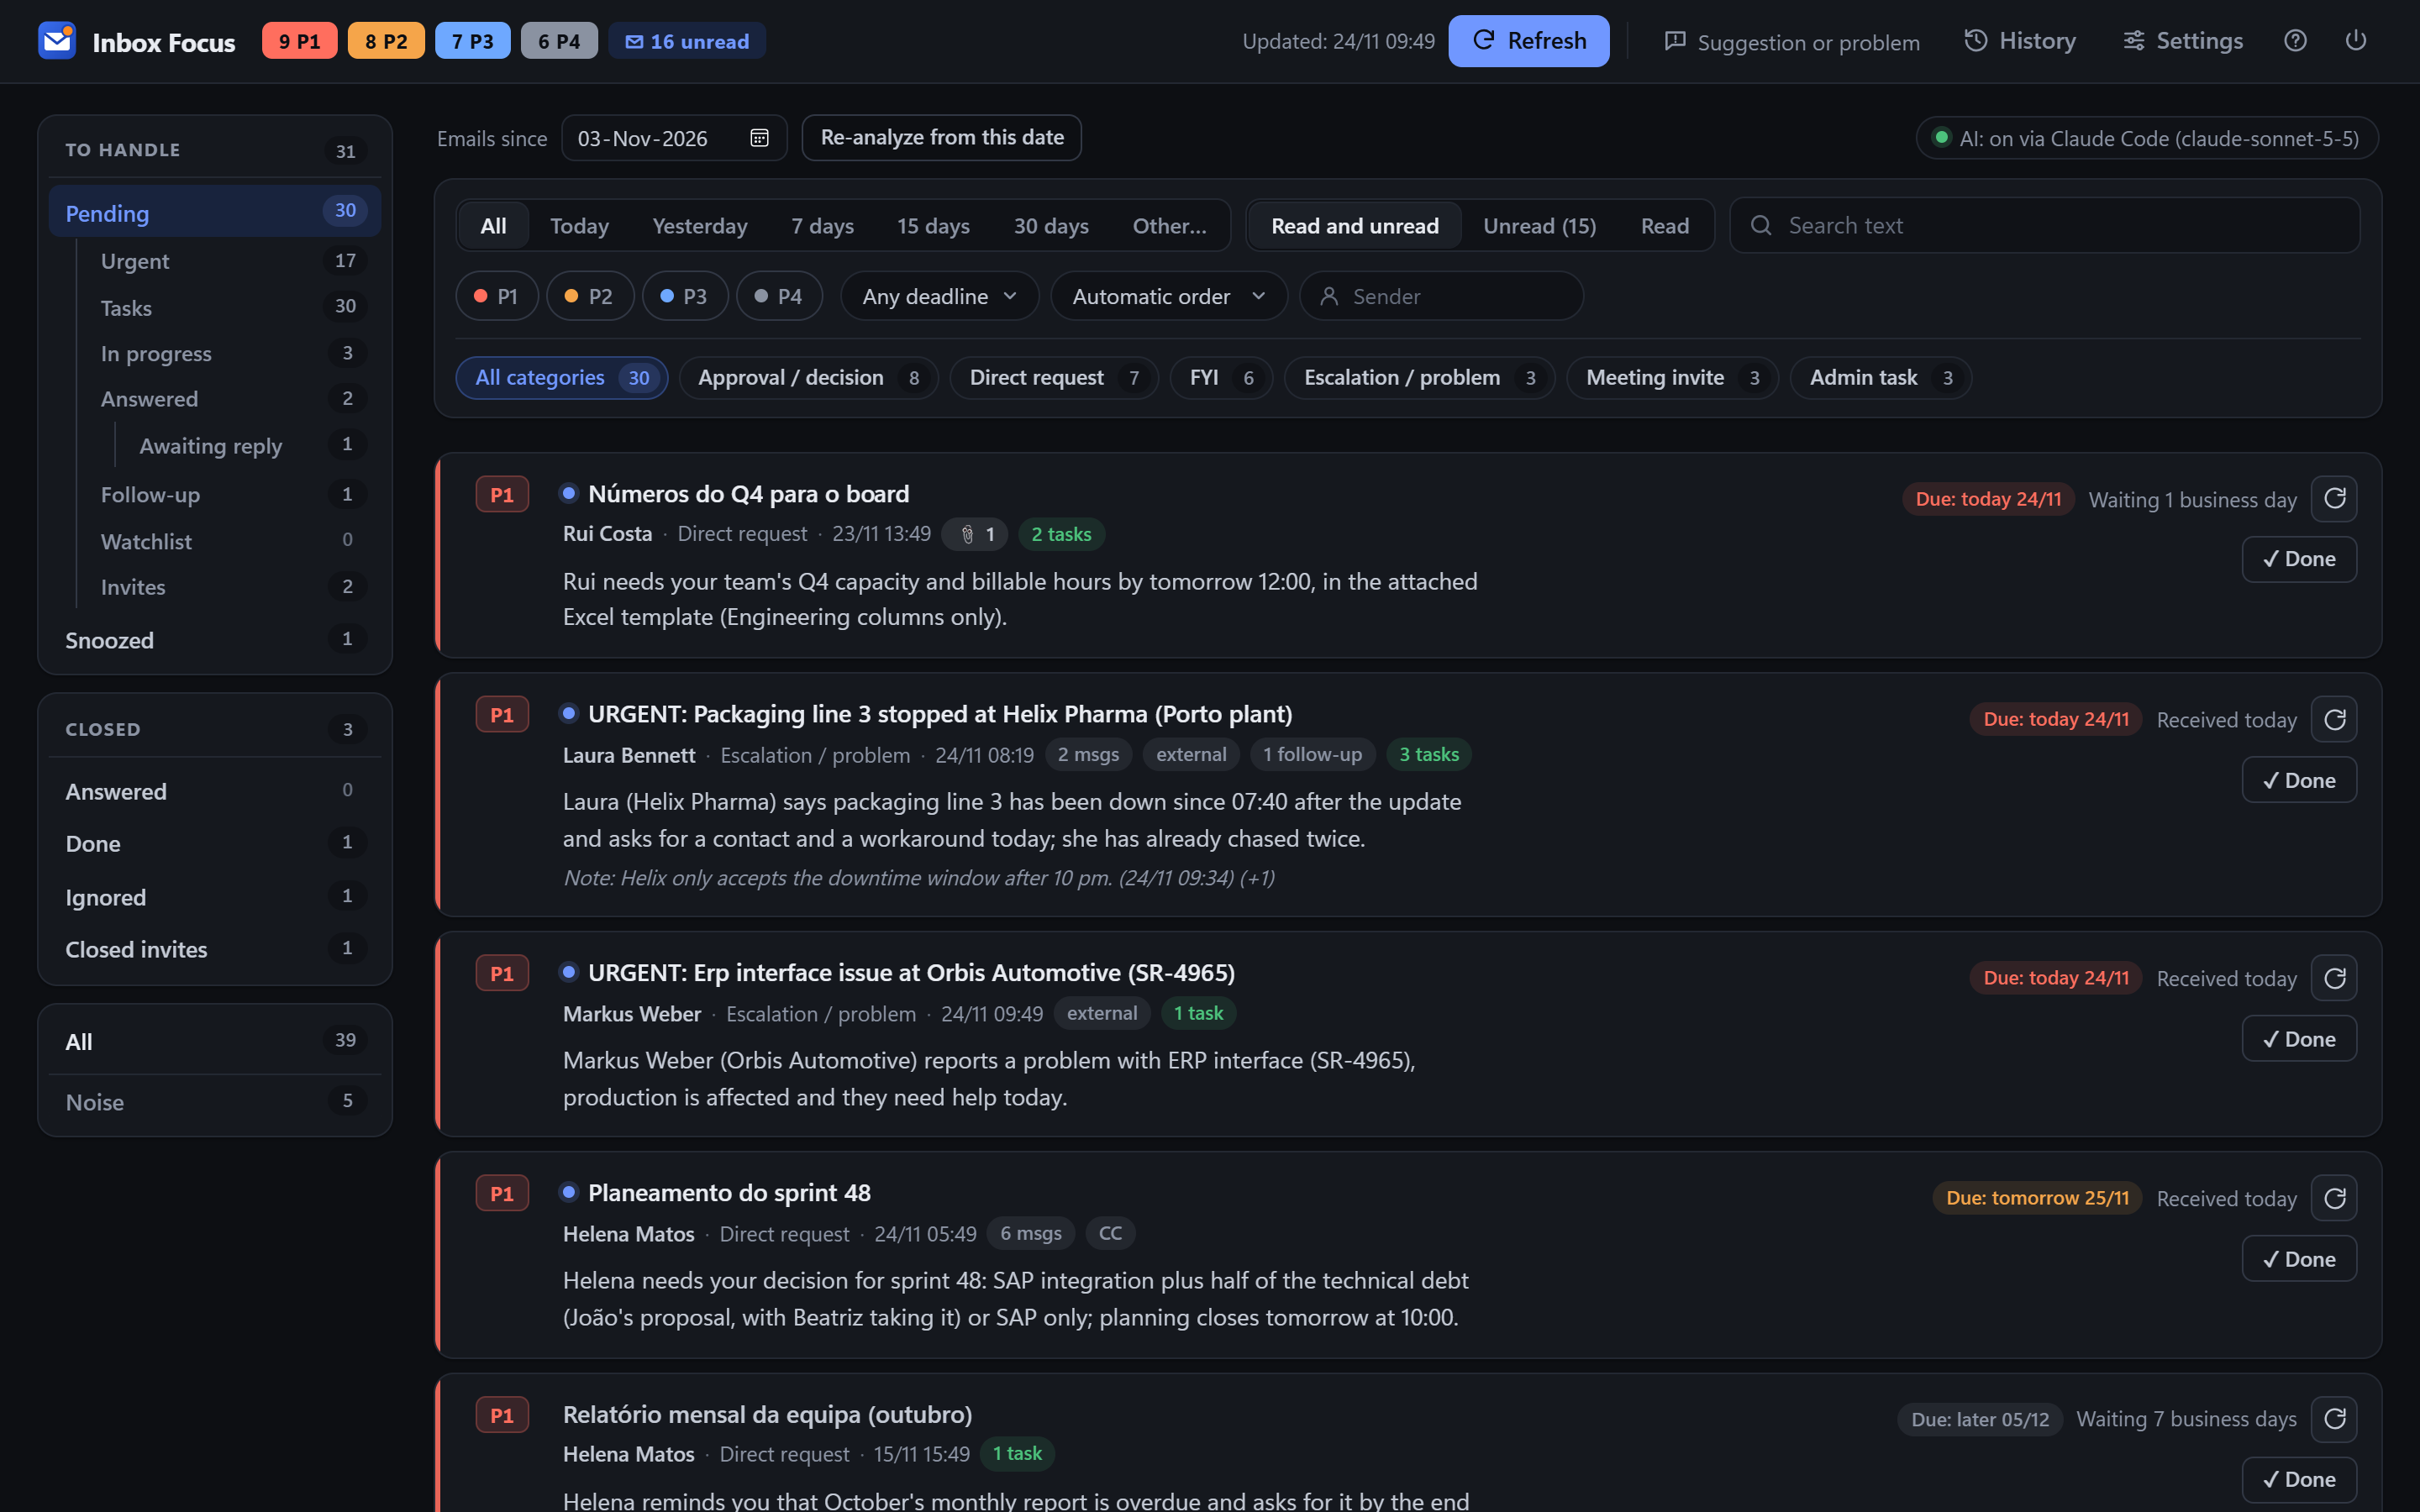 Inbox Focus
9 P1
8 P2
7 P3
6 P4
16 unread
Updated: 24/11 09:49
Refresh
Suggestion or problem
History
Settings
TO HANDLE 31
Pending 30
Urgent 17
Tasks 30
In progress 3
Answered 2
Awaiting reply 1
Follow-up 1
Watchlist 0
Invites 2
Snoozed 1
CLOSED 3
Answered 0
Done 1
Ignored 1
Closed invites 1
All 39
Noise 5
Emails since 03-Nov-2026 Re-analyze from this date
AI: on via Claude Code (claude-sonnet-5-5)
All Today Yesterday 7 days 15 days 30 days Other...
Read and unread Unread (15) Read
Search text
P1 P2 P3 P4 Any deadline Automatic order Sender
All categories 30 Approval / decision 8 Direct request 7 FYI 6 Escalation / problem 3 Meeting invite 3 Admin task 3
P1 Números do Q4 para o board
Due: today 24/11 Waiting 1 business day
Rui Costa · Direct request · 23/11 13:49 1 2 tasks
✓ Done
Rui needs your team's Q4 capacity and billable hours by tomorrow 12:00, in the attached
Excel template (Engineering columns only).
P1 URGENT: Packaging line 3 stopped at Helix Pharma (Porto plant)
Due: today 24/11 Received today
Laura Bennett · Escalation / problem · 24/11 08:19 2 msgs external 1 follow-up 3 tasks
✓ Done
Laura (Helix Pharma) says packaging line 3 has been down since 07:40 after the update
and asks for a contact and a workaround today; she has already chased twice.
Note: Helix only accepts the downtime window after 10 pm. (24/11 09:34) (+1)
P1 URGENT: Erp interface issue at Orbis Automotive (SR-4965)
Due: today 24/11 Received today
Markus Weber · Escalation / problem · 24/11 09:49 external 1 task
✓ Done
Markus Weber (Orbis Automotive) reports a problem with ERP interface (SR-4965),
production is affected and they need help today.
P1 Planeamento do sprint 48
Due: tomorrow 25/11 Received today
Helena Matos · Direct request · 24/11 05:49 6 msgs CC
✓ Done
Helena needs your decision for sprint 48: SAP integration plus half of the technical debt
(João's proposal, with Beatriz taking it) or SAP only; planning closes tomorrow at 10:00.
P1 Relatório mensal da equipa (outubro)
Due: later 05/12 Waiting 7 business days
Helena Matos · Direct request · 15/11 15:49 1 task
✓ Done
Helena reminds you that October's monthly report is overdue and asks for it by the end